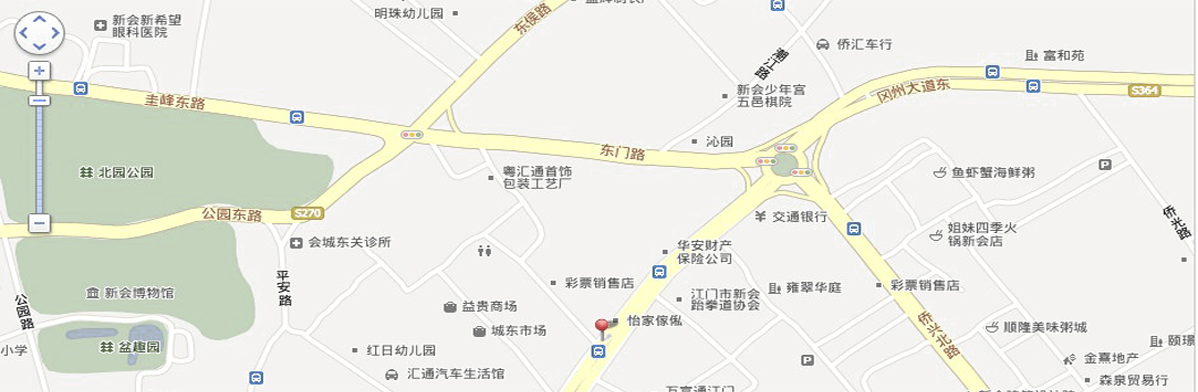 明珠幼儿园
新会新希望
眼科医院
东侯路
侨汇车行
富和苑
潮江路
圭峰东路
新会少年宫
五邑棋院
冈州大道东
S364
沁园
东门路
北园公园
粤汇通首饰
包装工艺厂
P
鱼虾蟹海鲜粥
公园东路
S270
交通银行
侨光路
会城东关诊所
姐妹四季火
锅新会店
华安财产
保险公司
平安路
彩票销售店
彩票销售店
新会博物馆
江门市新会
跆拳道协会
雍翠华庭
公园路
益贵商场
怡家傢俬
侨兴北路
城东市场
顺隆美味粥城
颐璟
小学
盆趣园
红日幼儿园
金熹地产
P
汇通汽车生活馆
森泉贸易行